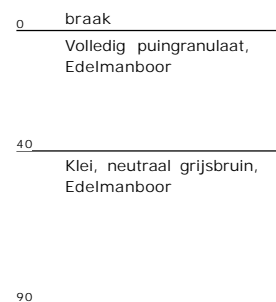 0 braak
Volledig puingranulaat,
Edelmanboor
40
Klei, neutraal grijsbruin,
Edelmanboor
90